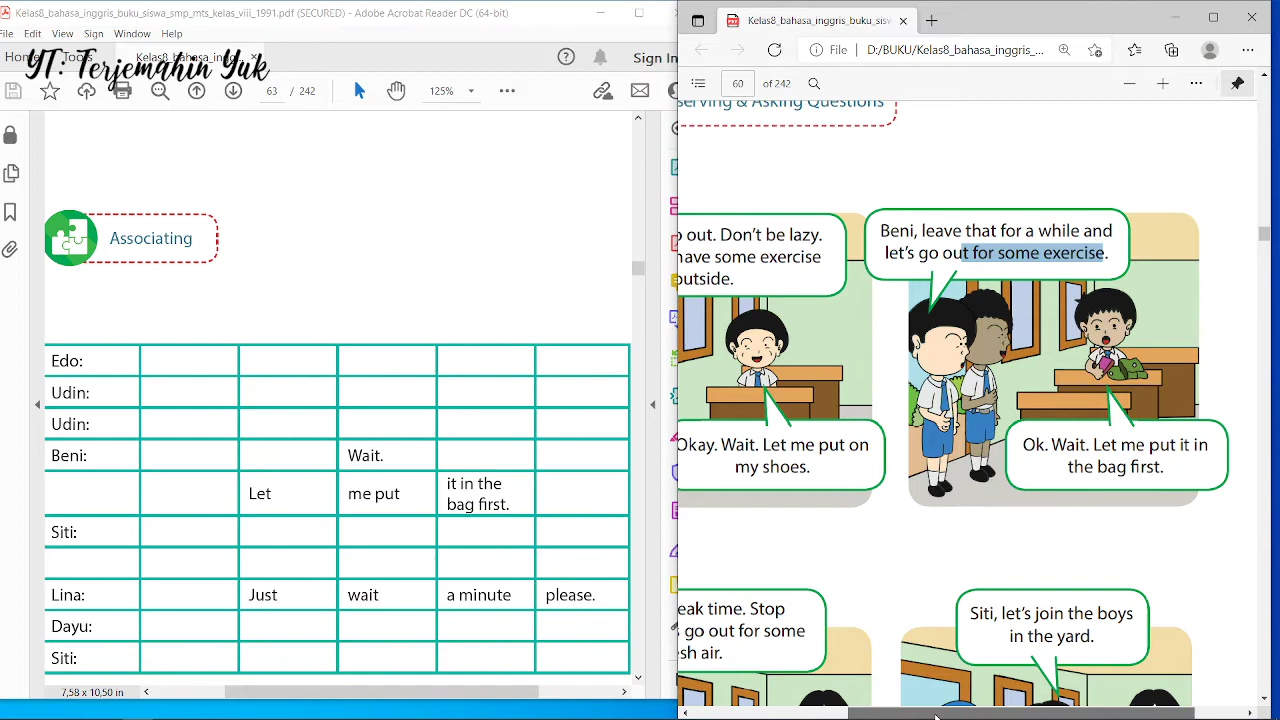 Kelas8_bahasa_inggris_buku_siswa_smp_mts_kelas_viii_1991.pdf (SECURED) - Adobe Acrobat Reader DC (64-bit)
File Edit View Sign Window Help
YT: Terjemahin Yuk
Tools
Sign In
63 / 242
125%
Associating
Edo:
Udin:
Udin:
Beni: Wait.
Let me put it in the
bag first.
Siti:
Lina: Just wait a minute please.
Dayu:
Siti:
7,58 x 10,50 in
Kelas8_bahasa_inggris_buku_sisw
File D:/BUKU/Kelas8_bahasa_inggris_...
60 of 242
serving & Asking Questions
o out. Don't be lazy.
have some exercise
outside.
Beni, leave that for a while and
let's go out for some exercise.
Okay. Wait. Let me put on
my shoes.
Ok. Wait. Let me put it in
the bag first.
eak time. Stop
s go out for some
sh air.
Siti, let's join the boys
in the yard.